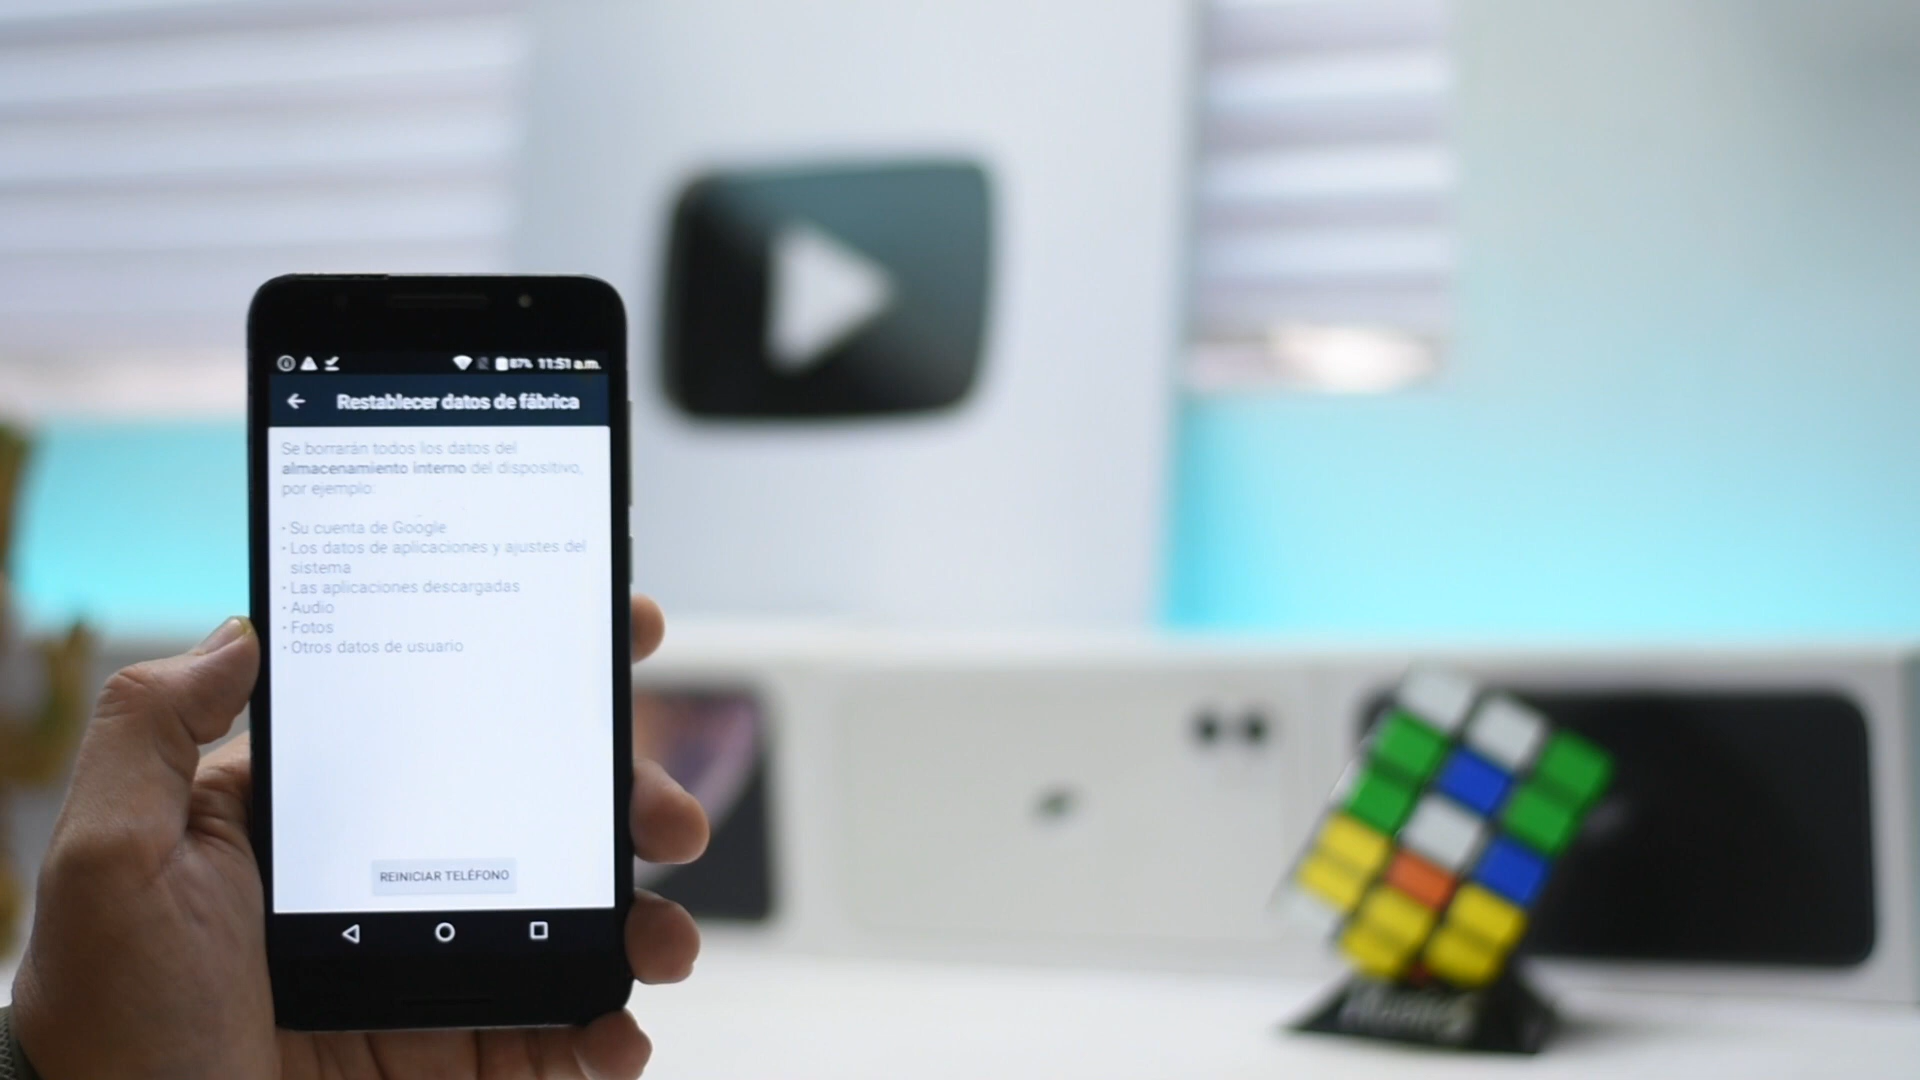 87% 11:51 a.m.
Restablecer datos de fábrica
Se borrarán todos los datos del
almacenamiento interno del dispositivo,
por ejemplo:
• Su cuenta de Google
• Los datos de aplicaciones y ajustes del
sistema
• Las aplicaciones descargadas
• Audio
• Fotos
• Otros datos de usuario
REINICIAR TELÉFONO